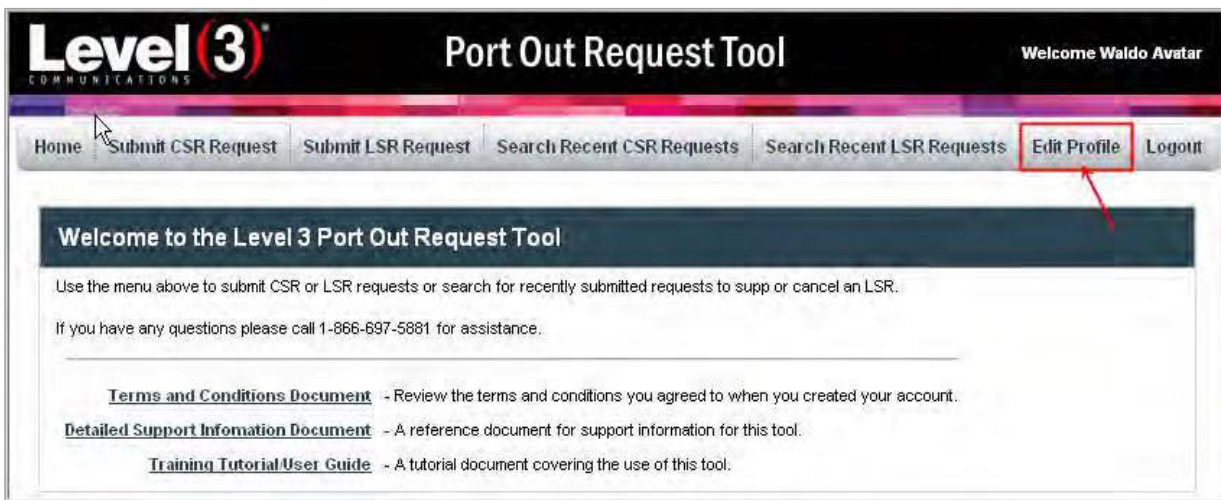 Level(3)®
COMMUNICATIONS
Port Out Request Tool
Welcome Waldo Avatar
Home Submit CSR Request Submit LSR Request Search Recent CSR Requests Search Recent LSR Requests Edit Profile Logout
Welcome to the Level 3 Port Out Request Tool
Use the menu above to submit CSR or LSR requests or search for recently submitted requests to supp or cancel an LSR.
If you have any questions please call 1-866-697-5881 for assistance.
Terms and Conditions Document - Review the terms and conditions you agreed to when you created your account.
Detailed Support Infomation Document - A reference document for support information for this tool.
Training Tutorial/User Guide - A tutorial document covering the use of this tool.